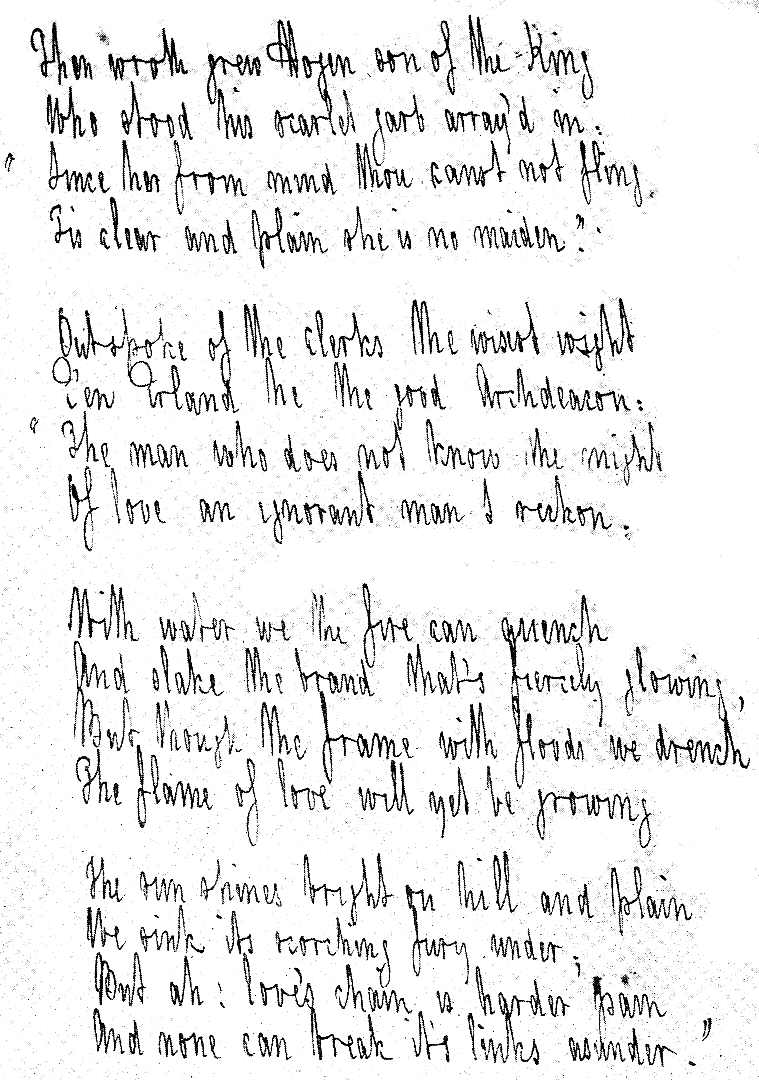 Then wroth grew Hogen son of the King
Who stood his scarlet garb array'd in:
"Since her from mind thou canst not fling
Tis clear and plain she is no maiden".

Outspoke of the clerks the wisest wight
I'en Erland he the good Archdeacon:
"The man who does not know the might
Of love an ignorant man I reckon.

With water we the fire can quench
And slake the brand that's fiercely glowing,
But though the frame with floods we drench
The flame of love will yet be growing

The sun shines bright on hill and plain
We sink its scorching fury under;
But ah! love's chain is harder pain
And none can break it's links asunder."